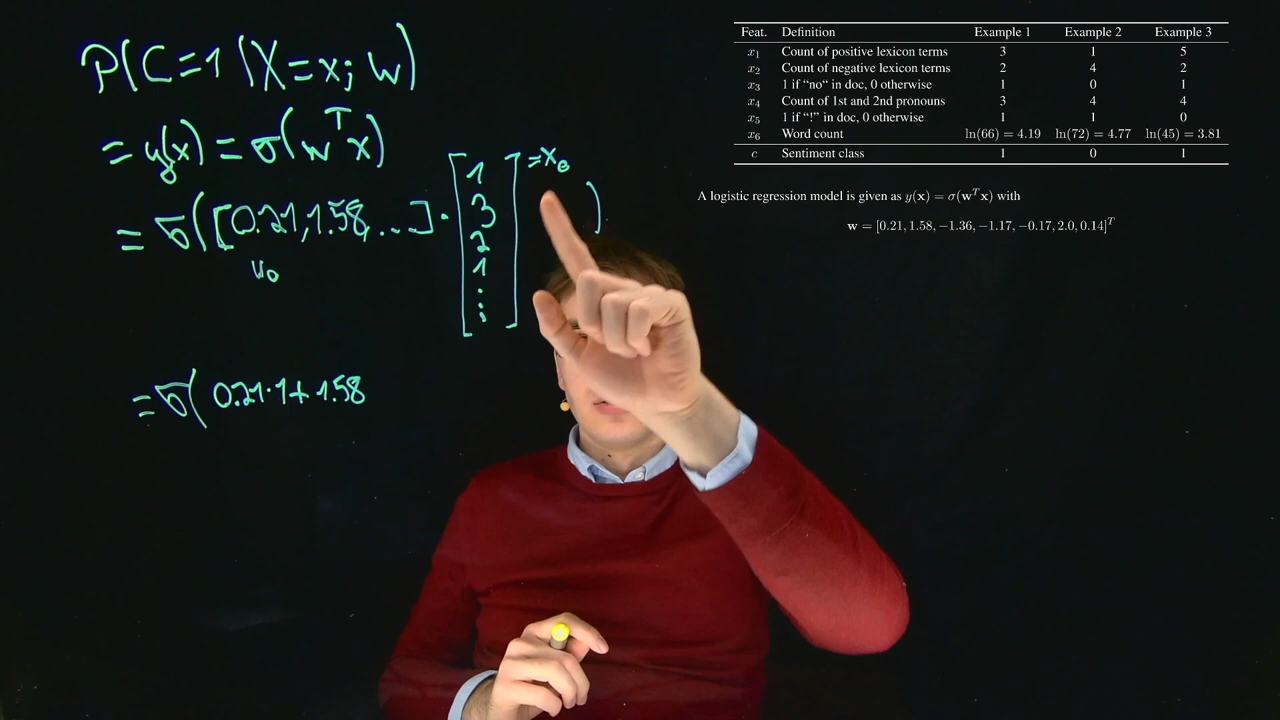 P(C=1 | X=x; w)
= y(x) = σ(wᵀx)
= σ([0.21, 1.58, ...] · [1 3 2 1 ⋮] )
=x₀
w₀
=σ( 0.21·1+1.58
Feat. Definition Example 1 Example 2 Example 3
x₁ Count of positive lexicon terms 3 1 5
x₂ Count of negative lexicon terms 2 4 2
x₃ 1 if “no“ in doc, 0 otherwise 1 0 1
x₄ Count of 1st and 2nd pronouns 3 4 4
x₅ 1 if “!” in doc, 0 otherwise 1 1 0
x₆ Word count ln(66) = 4.19 ln(72) = 4.77 ln(45) = 3.81
c Sentiment class 1 0 1
A logistic regression model is given as y(x) = σ(wᵀx) with
w = [0.21, 1.58, −1.36, −1.17, −0.17, 2.0, 0.14]ᵀ